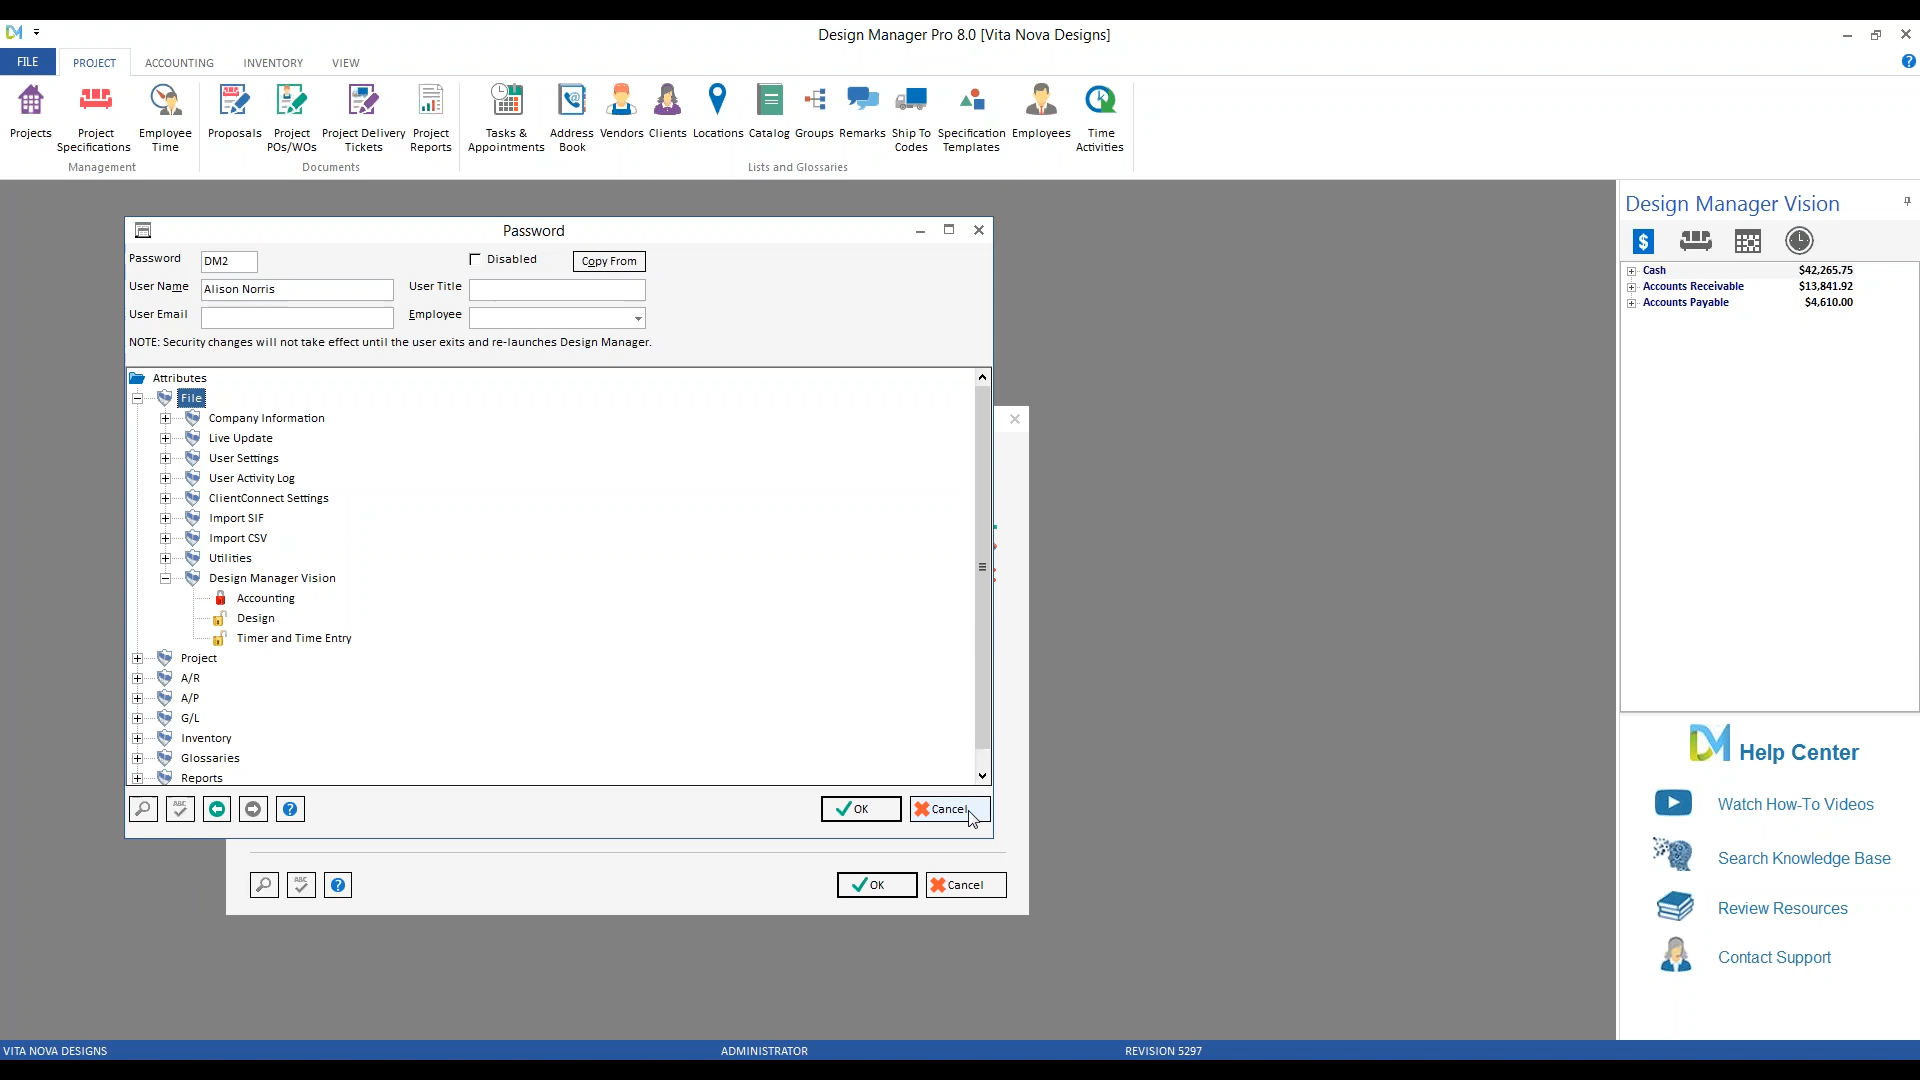 Design Manager Pro 8.0 [Vita Nova Designs]
FILE PROJECT ACCOUNTING INVENTORY VIEW
Projects
Project Specifications
Employee Time
Management
Proposals
Project POs/WOs
Project Delivery Tickets
Project Reports
Documents
Tasks & Appointments
Address Book
Vendors
Clients
Locations
Catalog
Groups
Remarks
Ship To Codes
Specification Templates
Employees
Time Activities
Lists and Glossaries
Password
Password DM2 Disabled Copy From
User Name Alison Norris User Title
User Email Employee
NOTE: Security changes will not take effect until the user exits and re-launches Design Manager.
Attributes
File
Company Information
Live Update
User Settings
User Activity Log
ClientConnect Settings
Import SIF
Import CSV
Utilities
Design Manager Vision
Accounting
Design
Timer and Time Entry
Project
A/R
A/P
G/L
Inventory
Glossaries
Reports
ABC
OK Cancel
ABC
OK Cancel
Design Manager Vision
Cash $42,265.75
Accounts Receivable $13,841.92
Accounts Payable $4,610.00
DM Help Center
Watch How-To Videos
Search Knowledge Base
Review Resources
Contact Support
VITA NOVA DESIGNS ADMINISTRATOR REVISION 5297